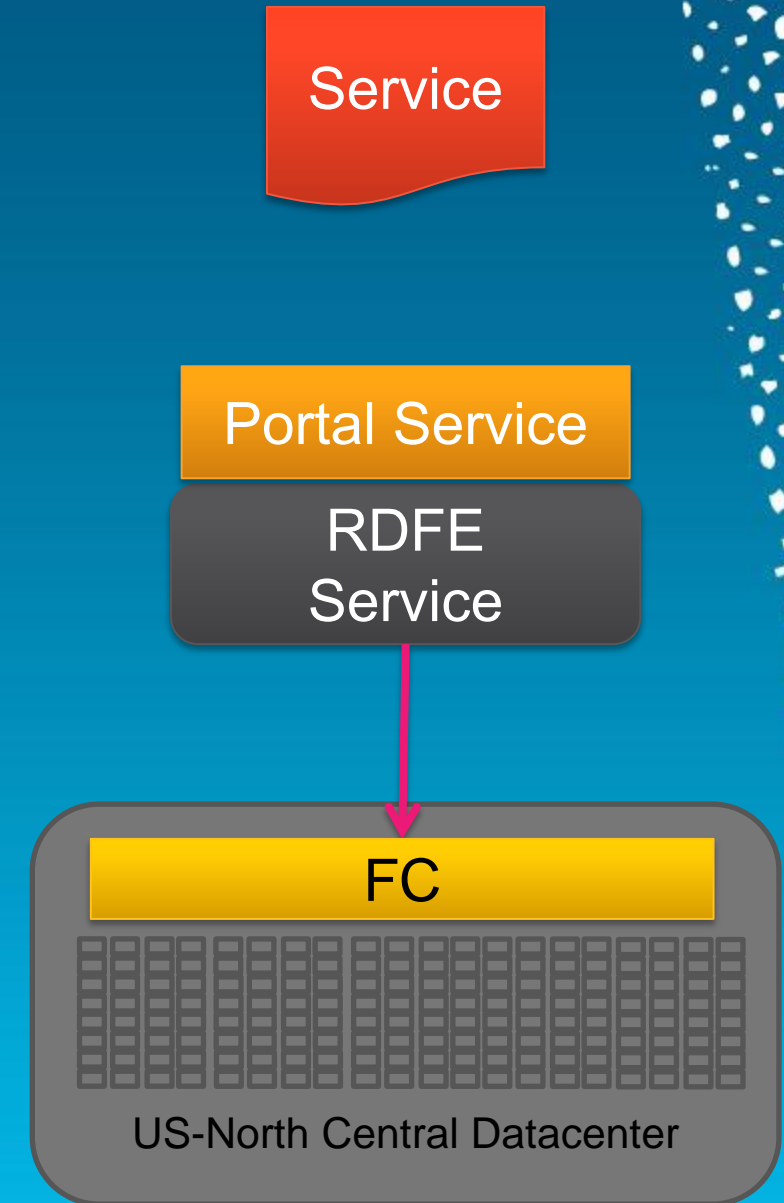 Service
Portal Service
RDFE
Service
FC
US-North Central Datacenter